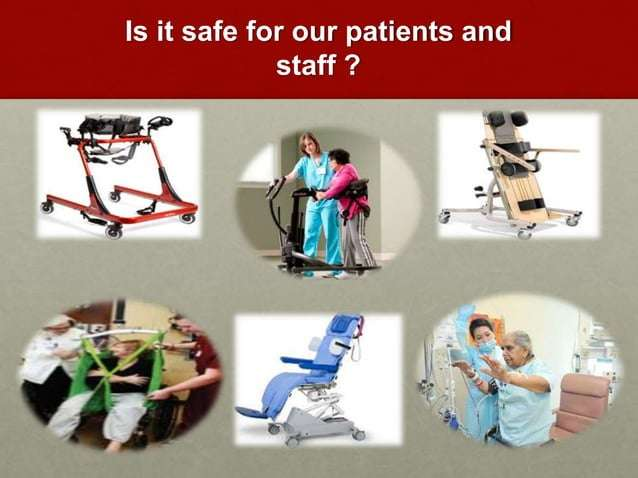 Is it safe for our patients and
staff ?